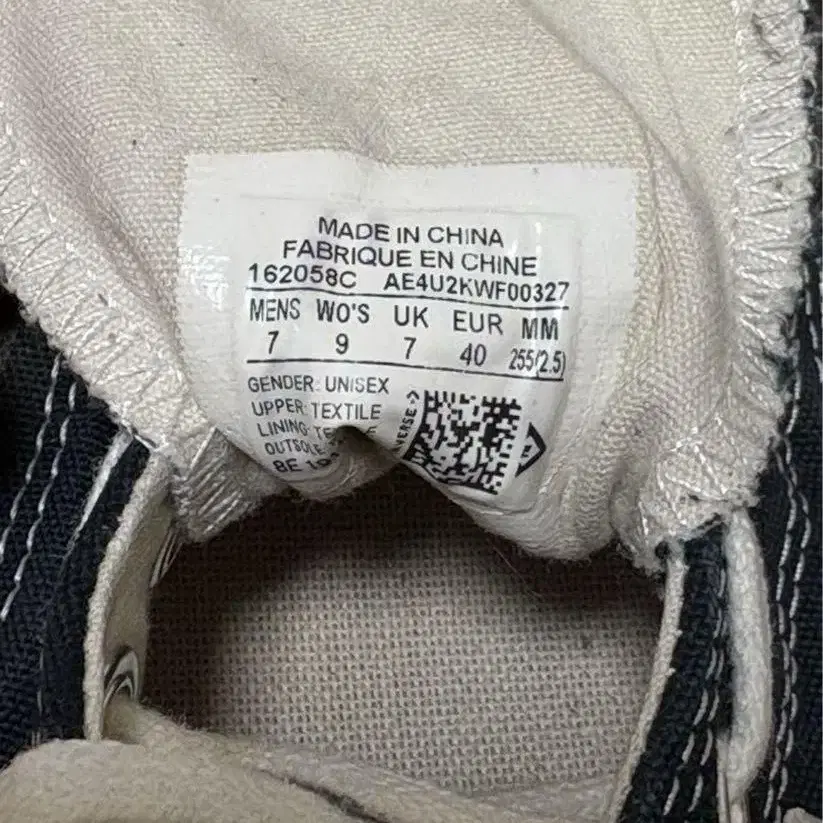 MADE IN CHINA
FABRIQUE EN CHINE
162058C AE4U2KWF00327
MENS WO'S UK EUR MM
7 9 7 40 255(2.5)
GENDER: UNISEX
UPPER: TEXTILE
LINING:
OUTSOLE